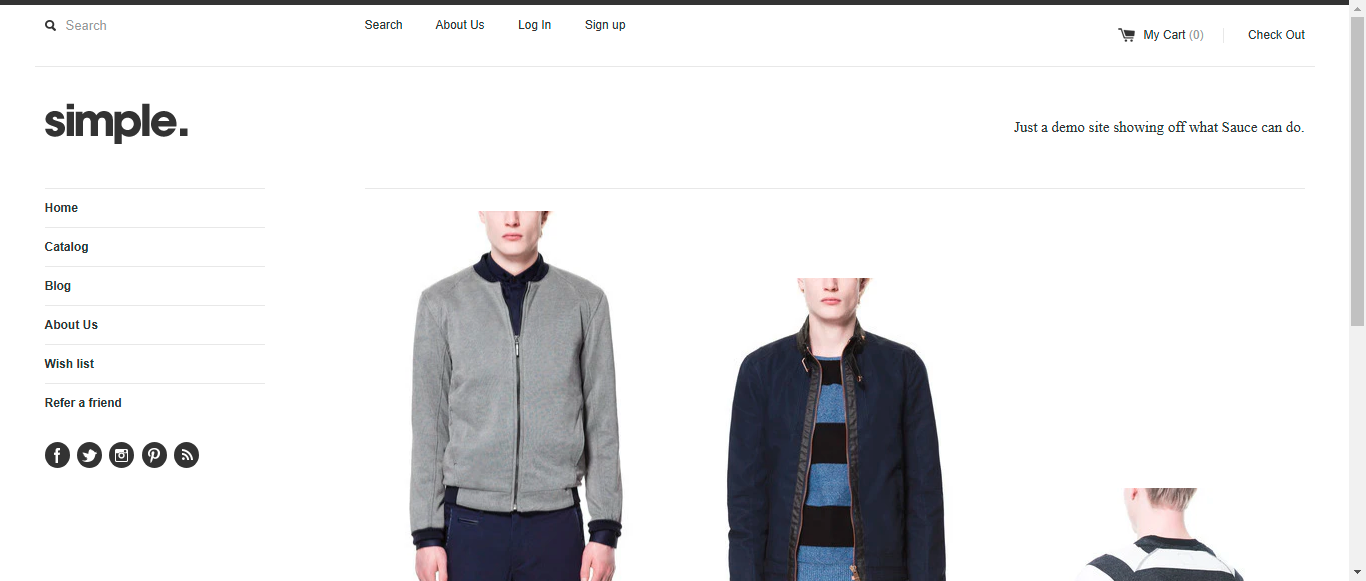 Search
Search About Us Log In Sign up
My Cart (0) Check Out
simple.
Just a demo site showing off what Sauce can do.
Home
Catalog
Blog
About Us
Wish list
Refer a friend